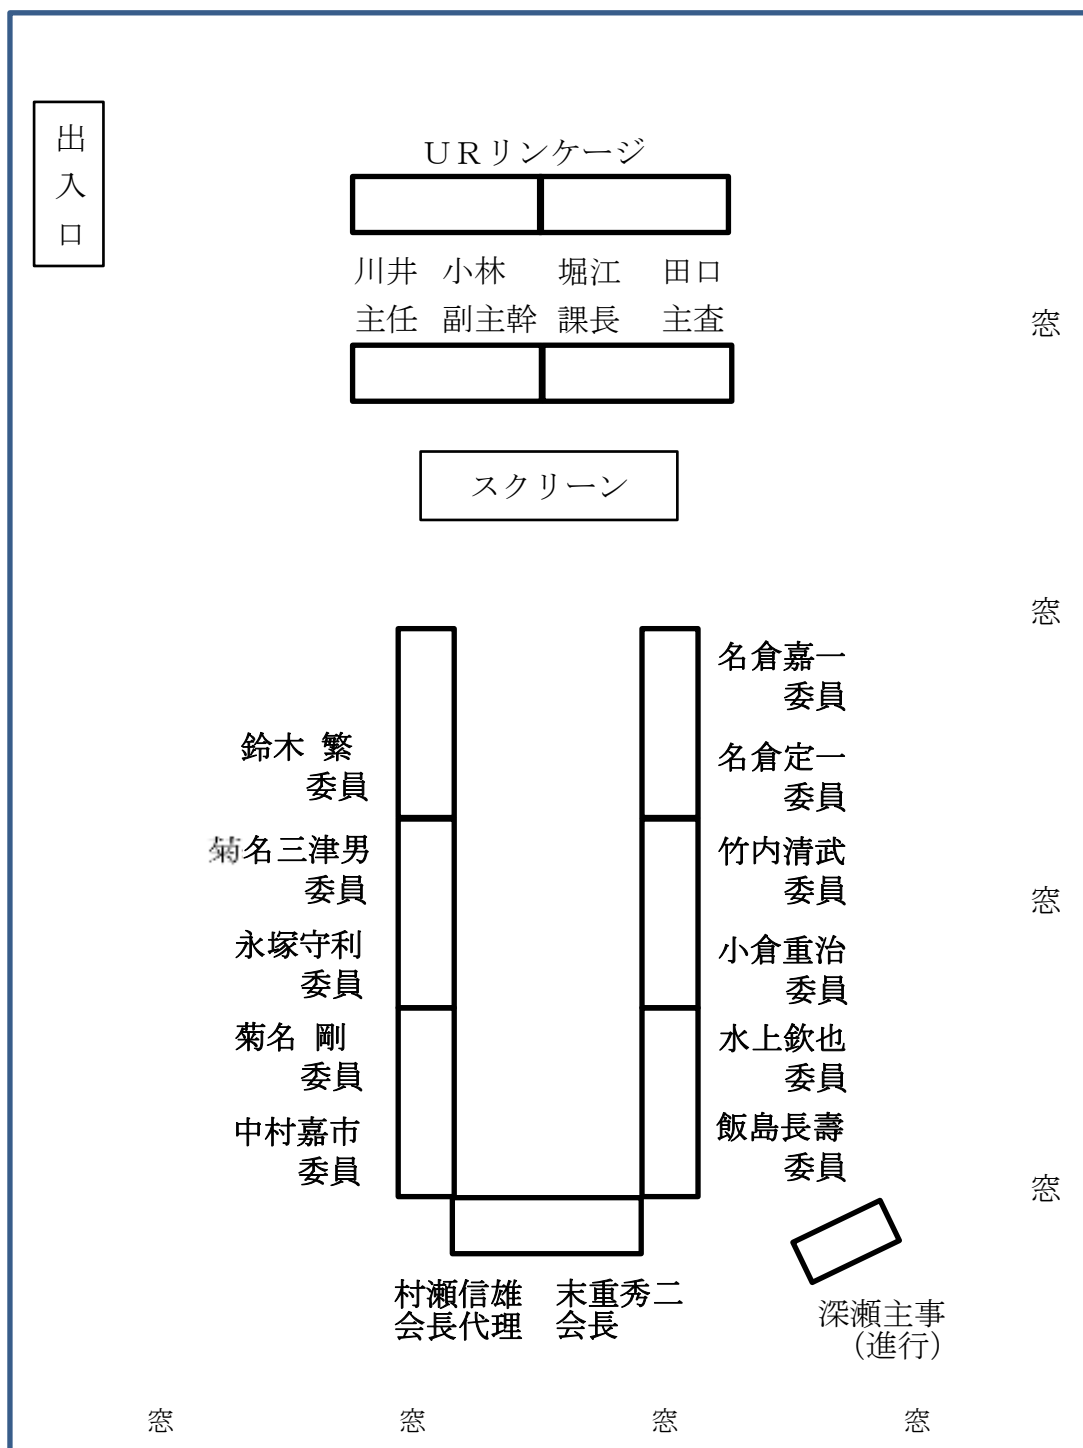 出入口
ＵＲリンケージ
川井 小林 堀江 田口
主任 副主幹 課長 主査
窓
スクリーン
窓
名倉嘉一
委員
鈴木 繁
委員
名倉定一
委員
菊名三津男
委員
竹内清武
委員
窓
永塚守利
委員
小倉重治
委員
菊名 剛
委員
水上欽也
委員
中村嘉市
委員
飯島長壽
委員
窓
村瀬信雄 末重秀二
会長代理 会長
深瀬主事
（進行）
窓 窓 窓 窓